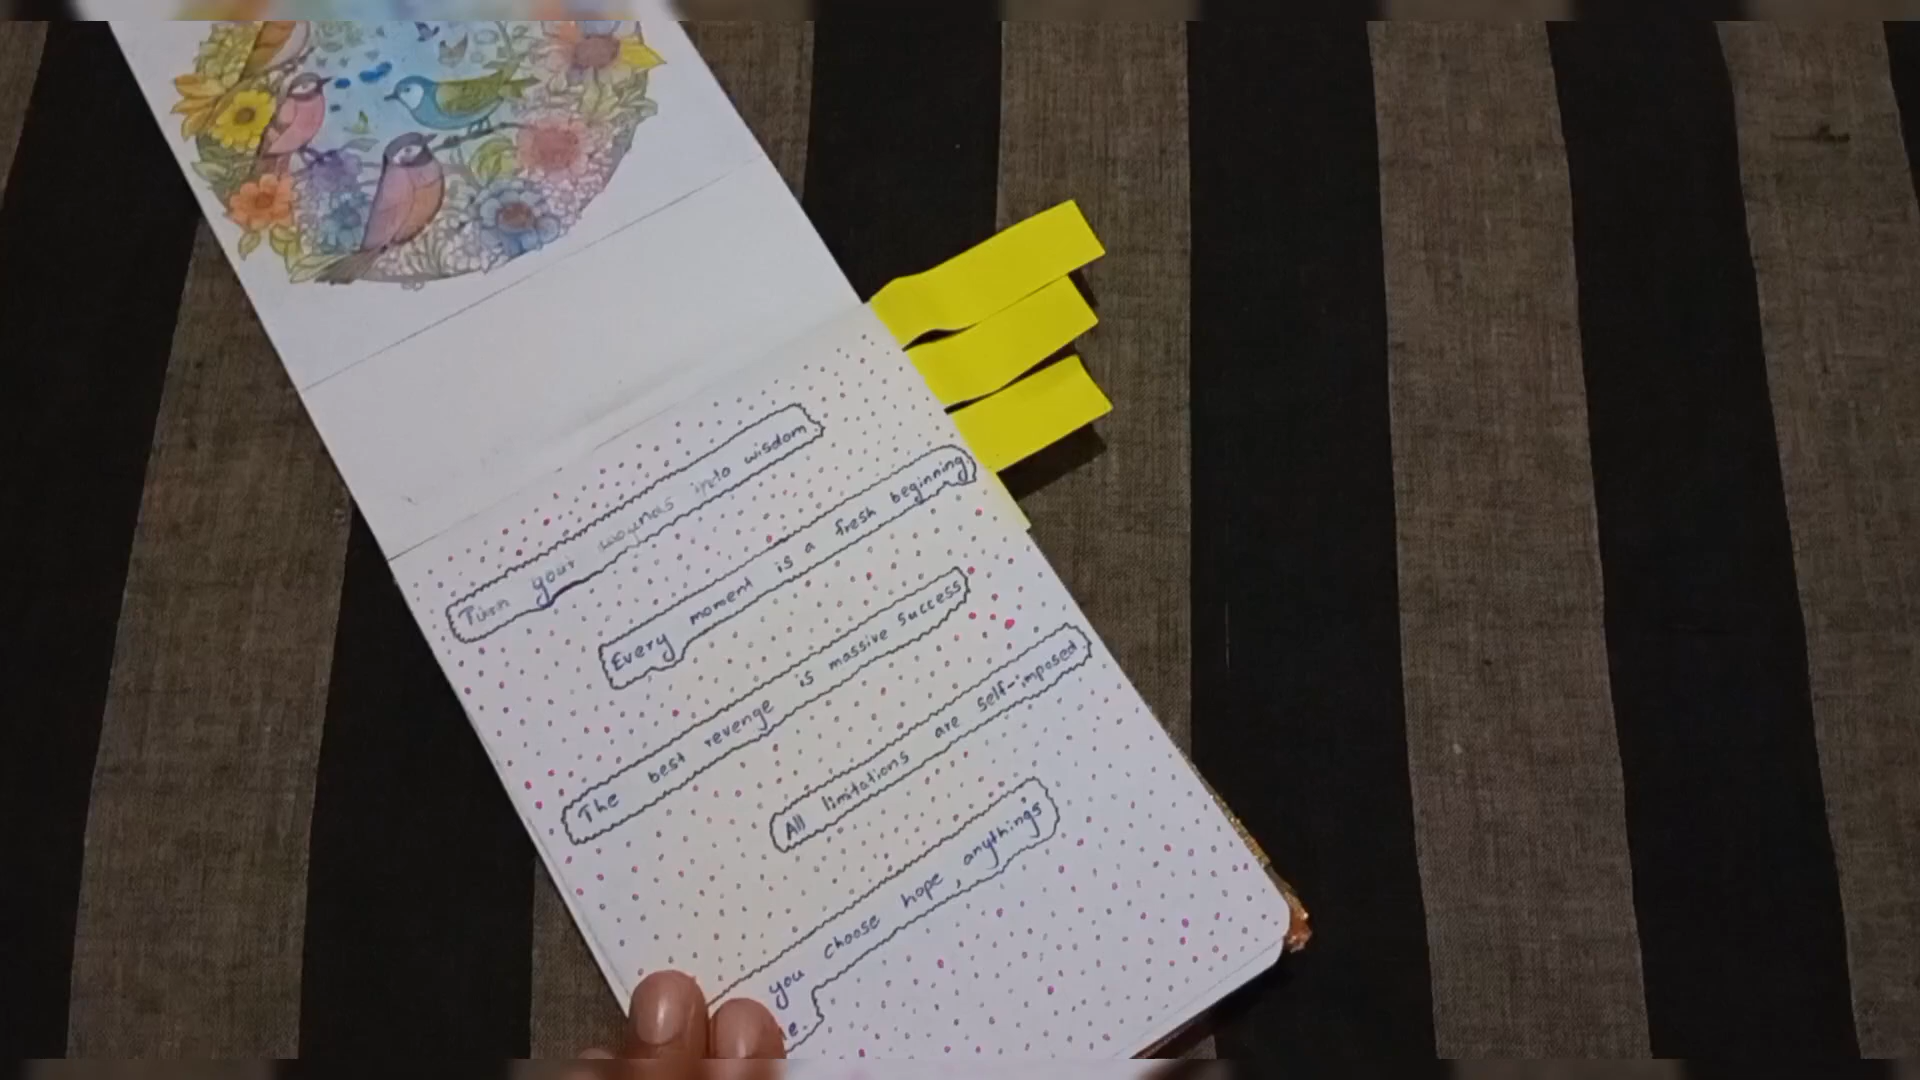 Turn your wounds into wisdom
Every moment is a fresh beginning.
The best revenge is massive success
All limitations are self-imposed.
you choose hope, anythings